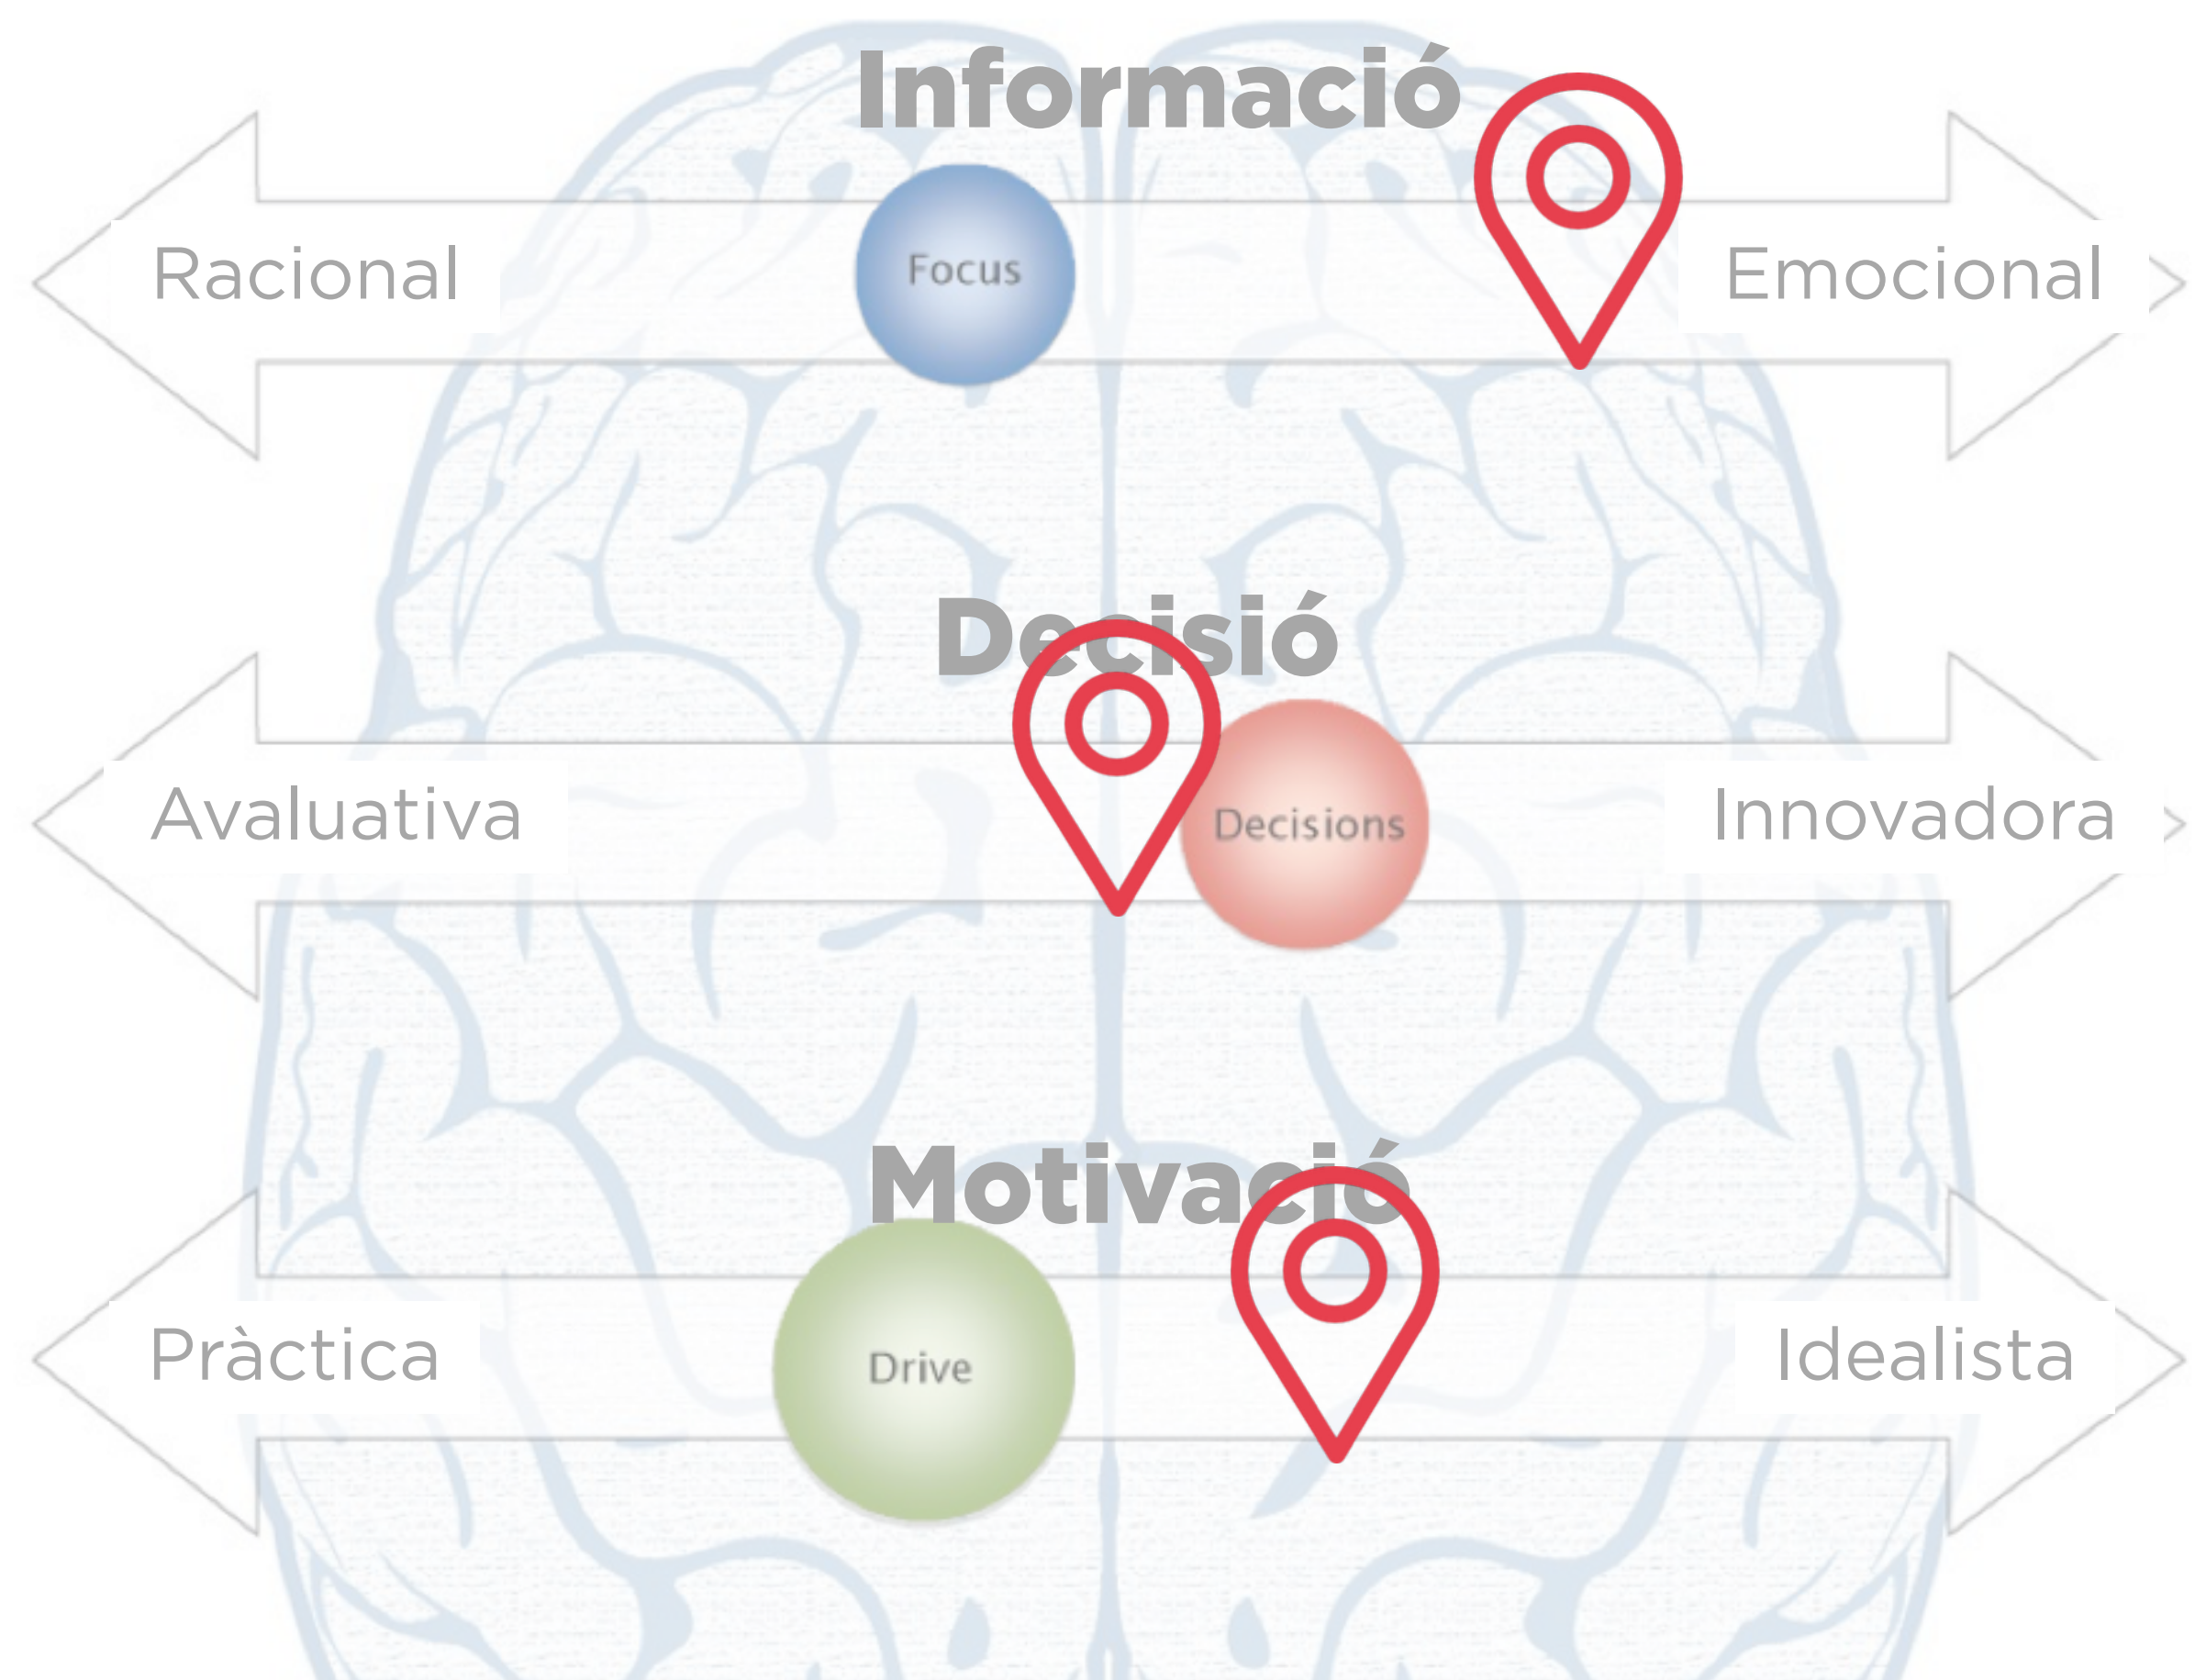 Informació
Racional
Focus
Emocional
Decisió
Avaluativa
Decisions
Innovadora
Motivació
Pràctica
Drive
Idealista